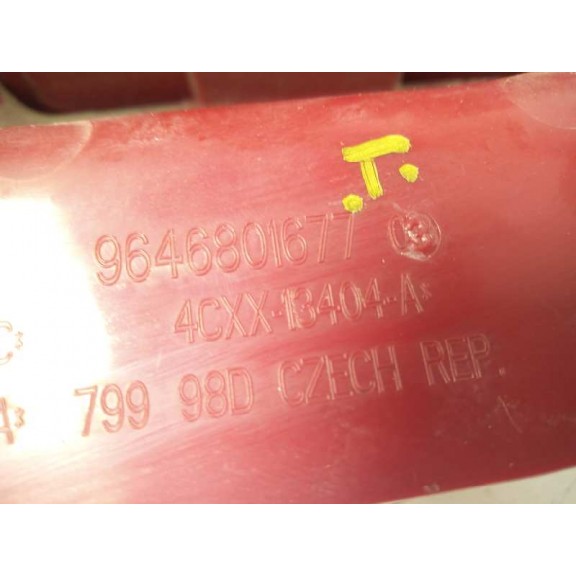 .T.
9646801677
4CXX-13404-A
799 98D CZECH REP.